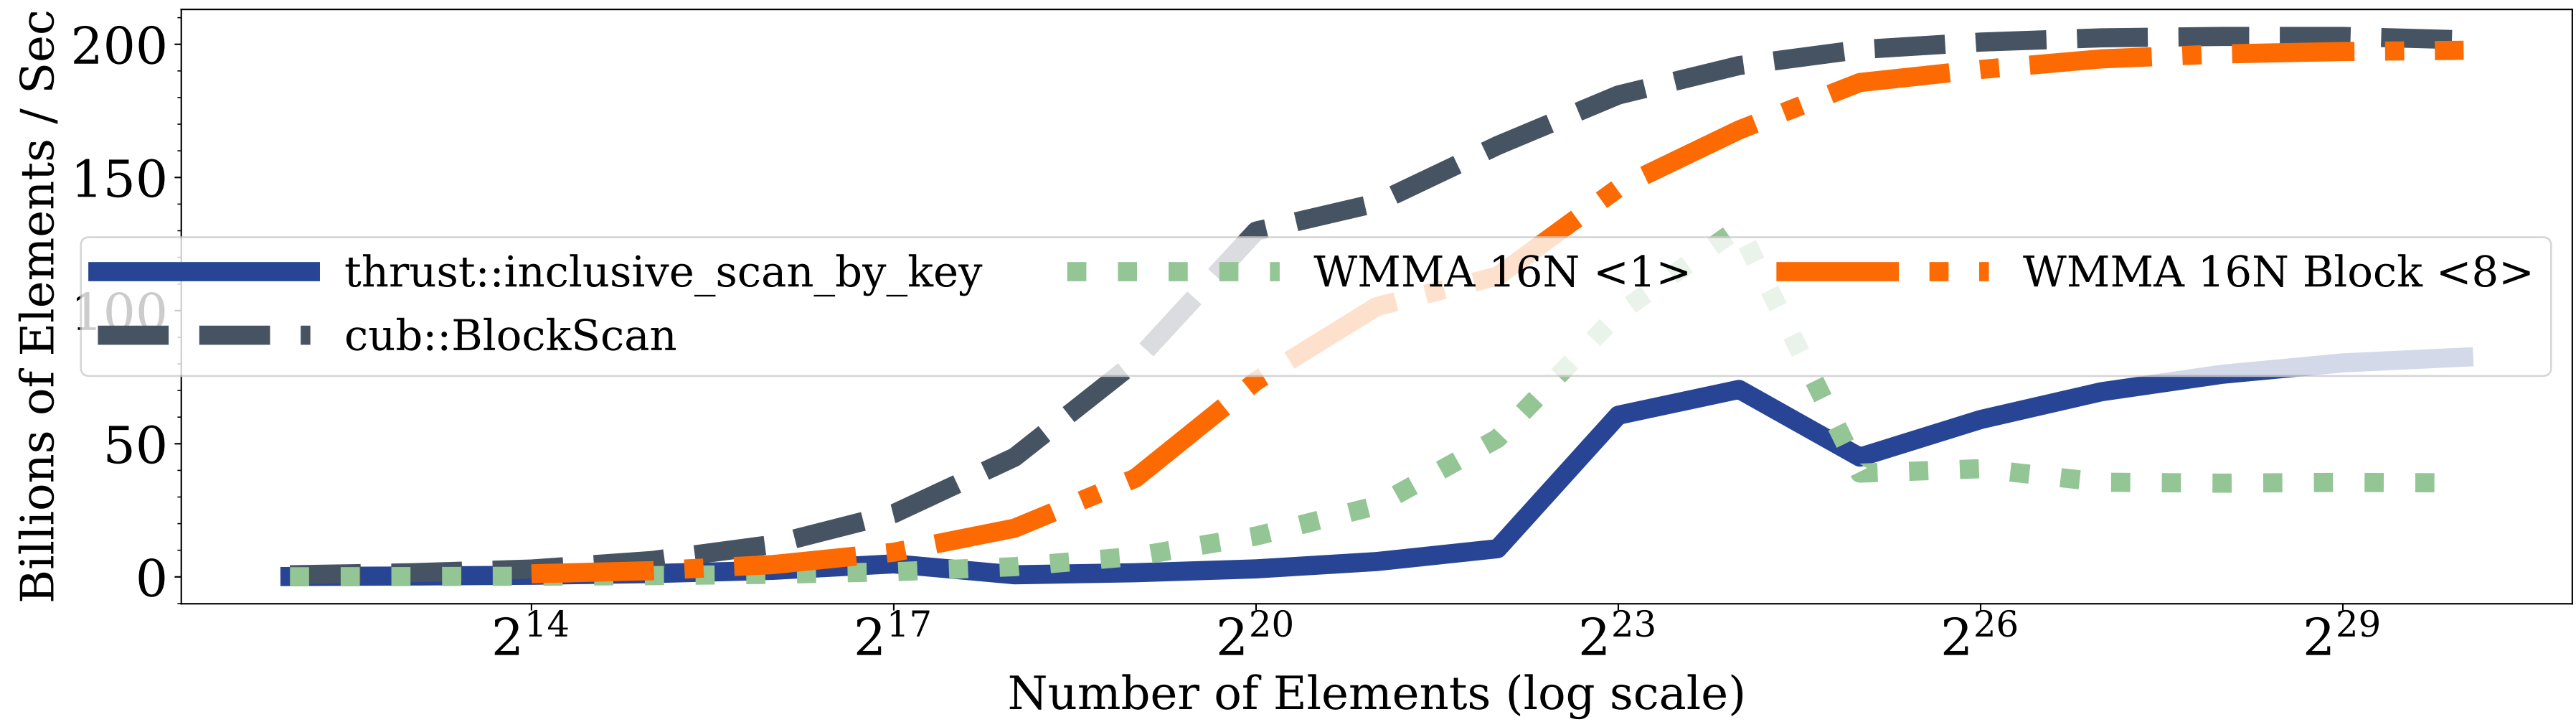 Billions of Elements / Sec
200
150
100
50
0
thrust::inclusive_scan_by_key
cub::BlockScan
WMMA 16N <1>
WMMA 16N Block <8>
2^14 2^17 2^20 2^23 2^26 2^29
Number of Elements (log scale)